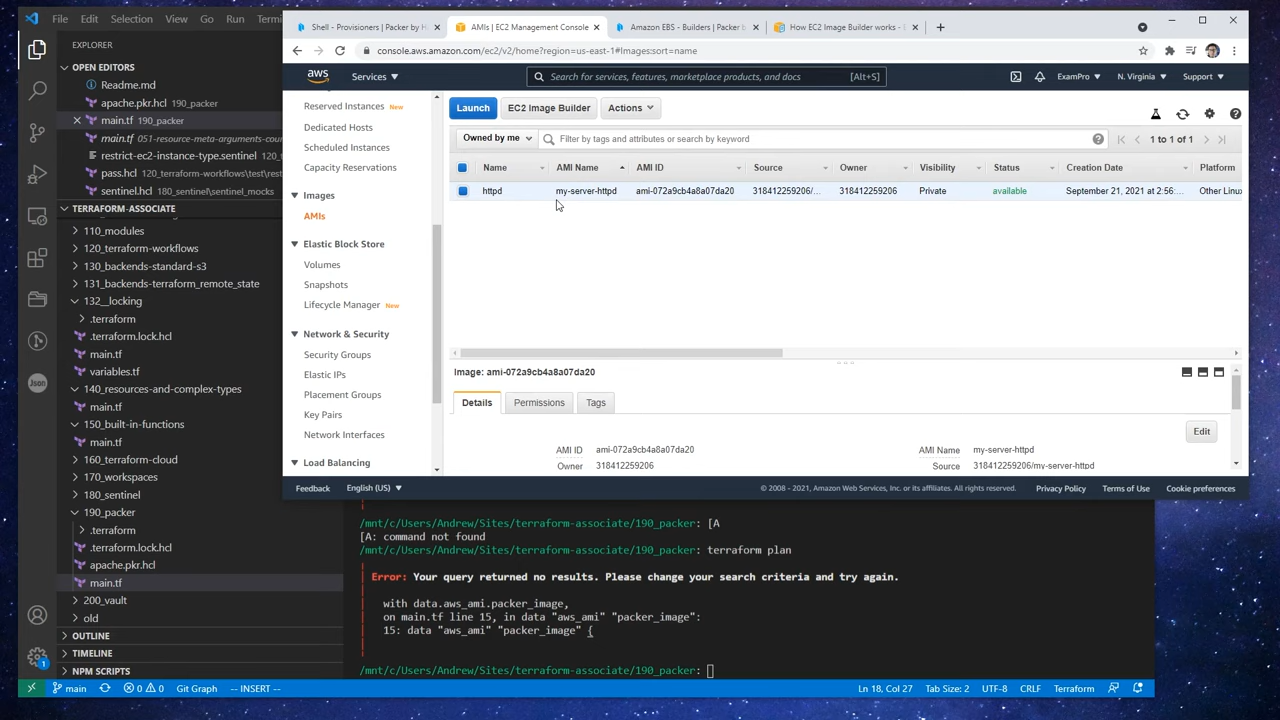 File Edit Selection View Go Run Termin
EXPLORER
OPEN EDITORS
Readme.md
apache.pkr.hcl 190_packer
main.tf 190_packer
main.tf 051-resource-meta-arguments-cour
restrict-ec2-instance-type.sentinel 120_t
pass.hcl 180_sentinel\sentinel_mocks\test\rest
sentinel.hcl 180_sentinel\sentinel_mocks
TERRAFORM-ASSOCIATE
110_modules
120_terraform-workflows
130_backends-standard-s3
131_backends-terraform_remote_state
132__locking
.terraform
.terraform.lock.hcl
main.tf
variables.tf
140_resources-and-complex-types
main.tf
150_built-in-functions
main.tf
160_terraform-cloud
170_workspaces
180_sentinel
190_packer
.terraform
.terraform.lock.hcl
apache.pkr.hcl
main.tf
200_vault
old
OUTLINE
TIMELINE
NPM SCRIPTS
Json
1
main 0 0 Git Graph -- INSERT -- Ln 18, Col 27 Tab Size: 2 UTF-8 CRLF Terraform
Shell - Provisioners | Packer by H
AMIs | EC2 Management Console
Amazon EBS - Builders | Packer b
How EC2 Image Builder works -
console.aws.amazon.com/ec2/v2/home?region=us-east-1#Images:sort=name
aws Services Search for services, features, marketplace products, and docs [Alt+S] ExamPro N. Virginia Support
Reserved Instances New
Dedicated Hosts
Scheduled Instances
Capacity Reservations
Images
AMIs
Elastic Block Store
Volumes
Snapshots
Lifecycle Manager New
Network & Security
Security Groups
Elastic IPs
Placement Groups
Key Pairs
Network Interfaces
Load Balancing
Launch EC2 Image Builder Actions
Owned by me Filter by tags and attributes or search by keyword 1 to 1 of 1
Name AMI Name AMI ID Source Owner Visibility Status Creation Date Platform
httpd my-server-httpd ami-072a9cb4a8a07da20 318412259206/... 318412259206 Private available September 21, 2021 at 2:56:... Other Linux
Image: ami-072a9cb4a8a07da20
Details Permissions Tags
Edit
AMI ID ami-072a9cb4a8a07da20 AMI Name my-server-httpd
Owner 318412259206 Source 318412259206/my-server-httpd
Feedback English (US) © 2008 - 2021, Amazon Web Services, Inc. or its affiliates. All rights reserved. Privacy Policy Terms of Use Cookie preferences
/mnt/c/Users/Andrew/Sites/terraform-associate/190_packer: [A
[A: command not found
/mnt/c/Users/Andrew/Sites/terraform-associate/190_packer: terraform plan
Error: Your query returned no results. Please change your search criteria and try again.
with data.aws_ami.packer_image,
on main.tf line 15, in data "aws_ami" "packer_image":
15: data "aws_ami" "packer_image" {
/mnt/c/Users/Andrew/Sites/terraform-associate/190_packer: